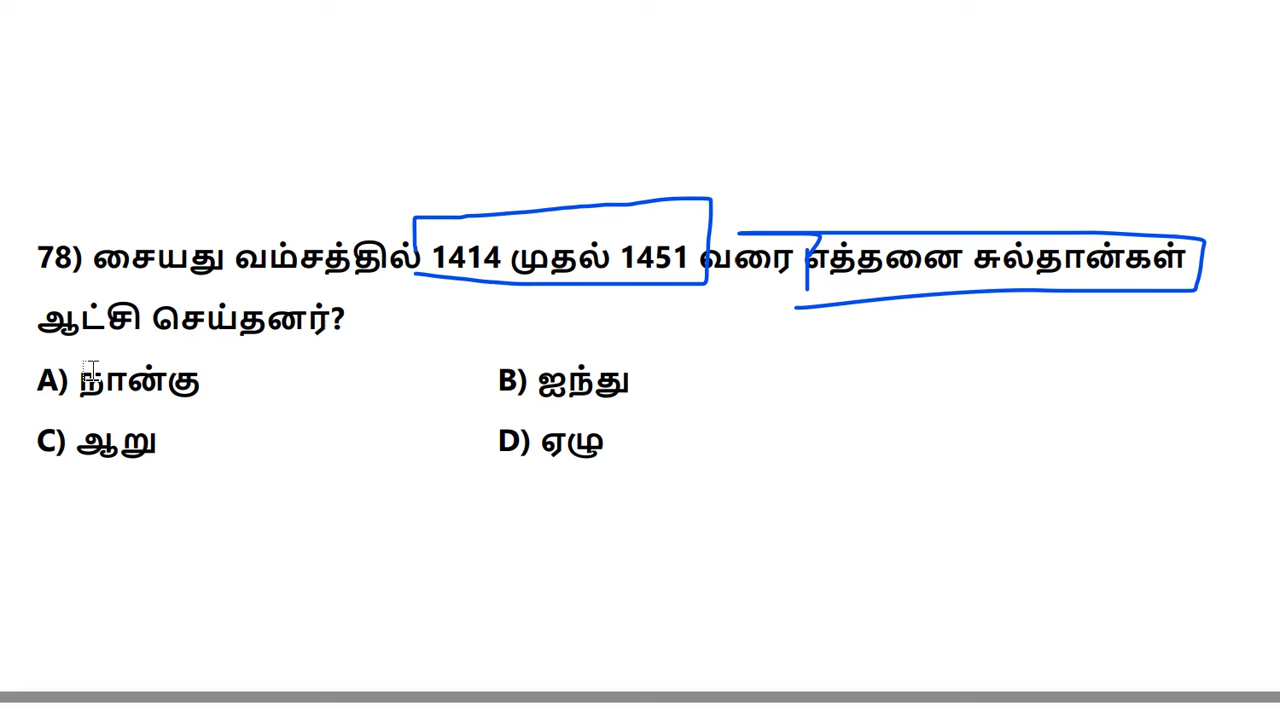 78) சையது வம்சத்தில் 1414 முதல் 1451 வரை எத்தனை சுல்தான்கள்
ஆட்சி செய்தனர்?
A) நான்கு B) ஐந்து
C) ஆறு D) ஏழு